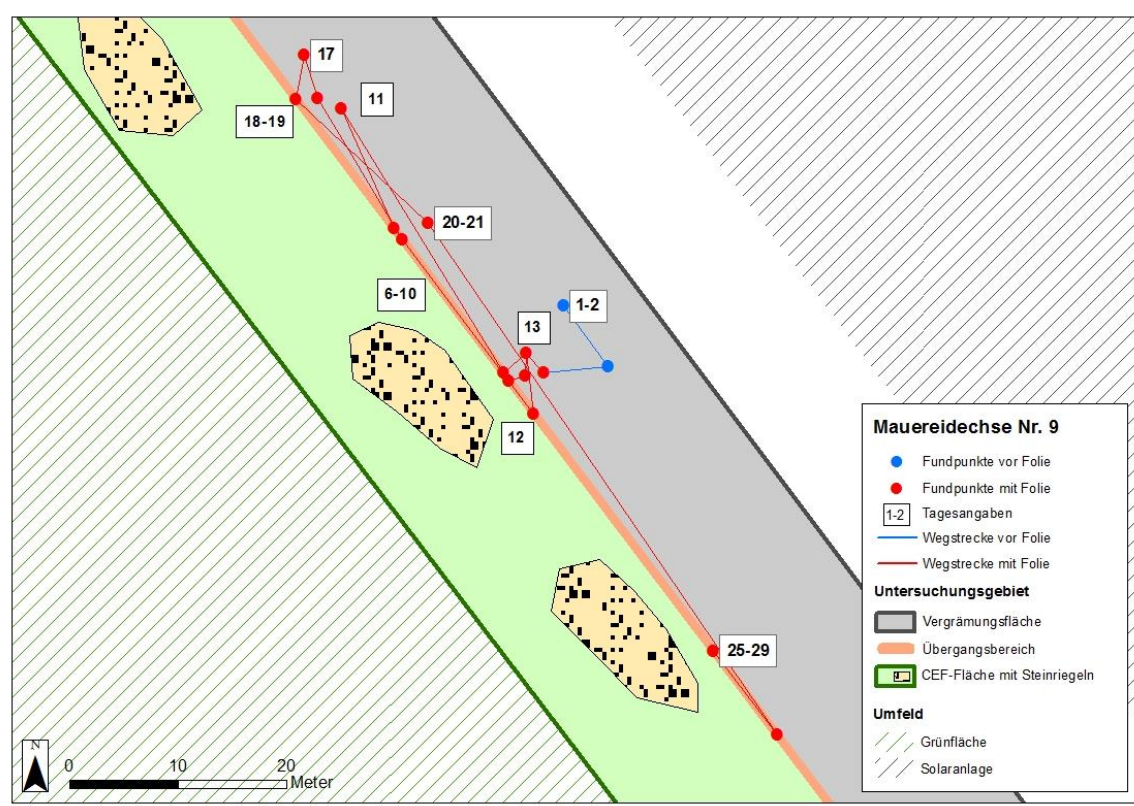 17
11
18-19
20-21
6-10
1-2
13
12
25-29
Mauereidechse Nr. 9
Fundpunkte vor Folie
Fundpunkte mit Folie
1-2 Tagesangaben
Wegstrecke vor Folie
Wegstrecke mit Folie
Untersuchungsgebiet
Vergrämungsfläche
Übergangsbereich
CEF-Fläche mit Steinriegeln
Umfeld
Grünfläche
Solaranlage
N
0 10 20
Meter